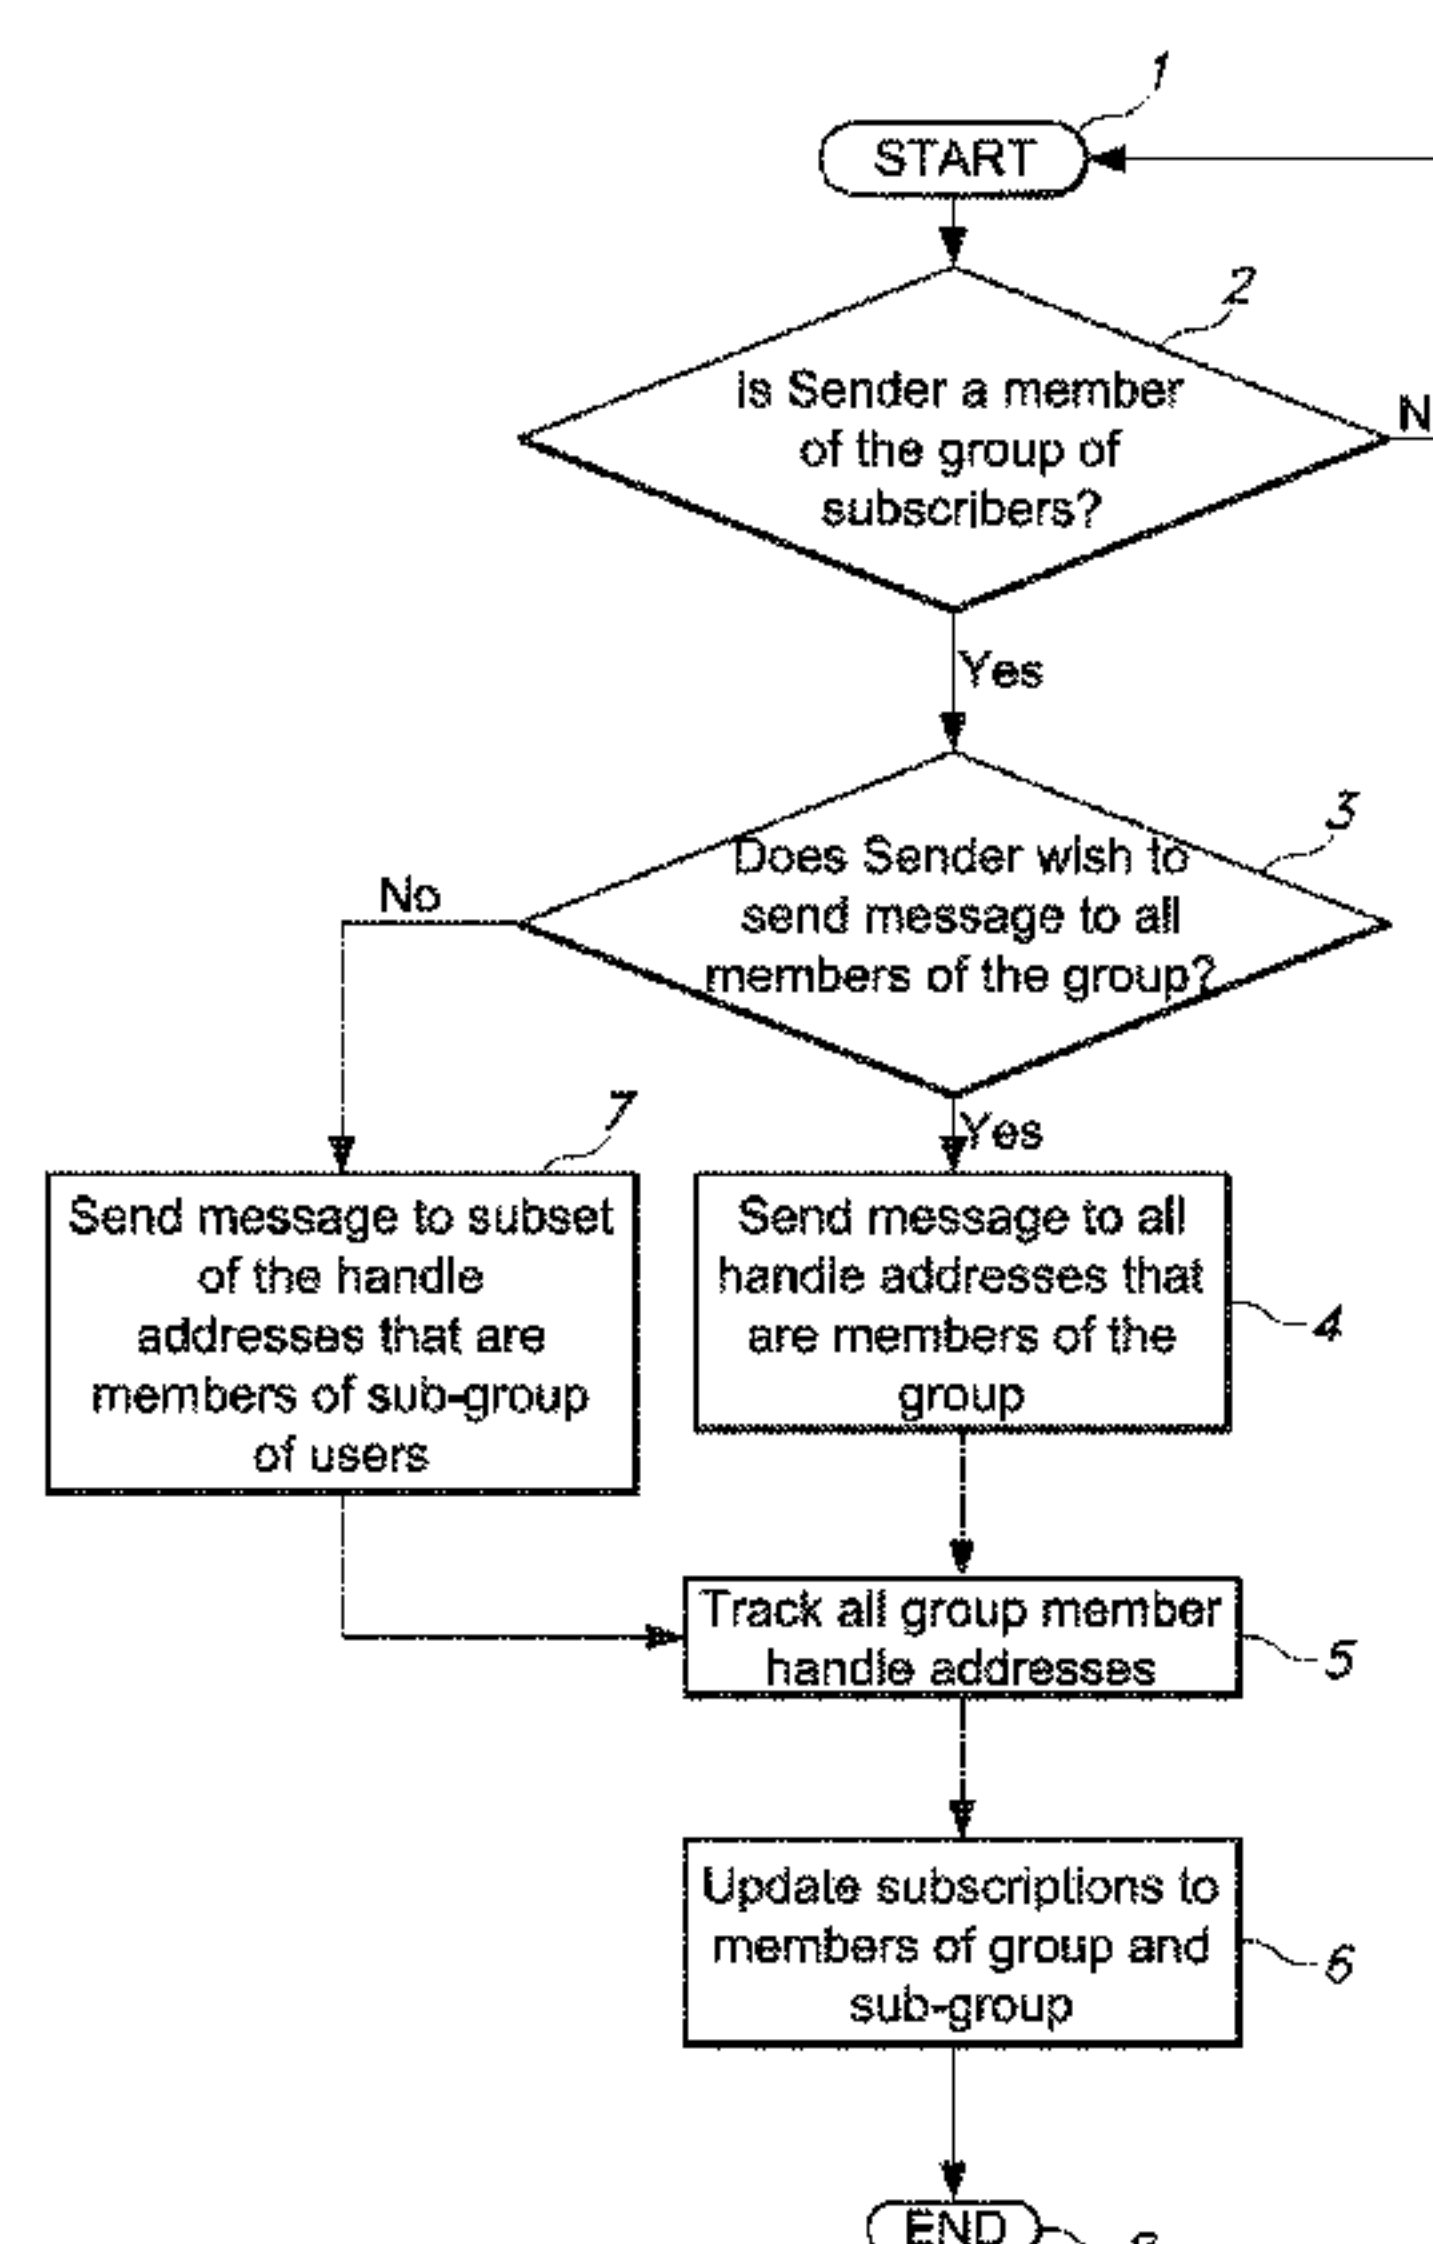 1
START
2
Is Sender a member
of the group of
subscribers?
Yes
3
Does Sender wish to
send message to all
members of the group?
No
Yes
7
Send message to subset
of the handle
addresses that are
members of sub-group
of users
Send message to all
handle addresses that
are members of the
group
4
Track all group member
handle addresses
5
Update subscriptions to
members of group and
sub-group
6
END